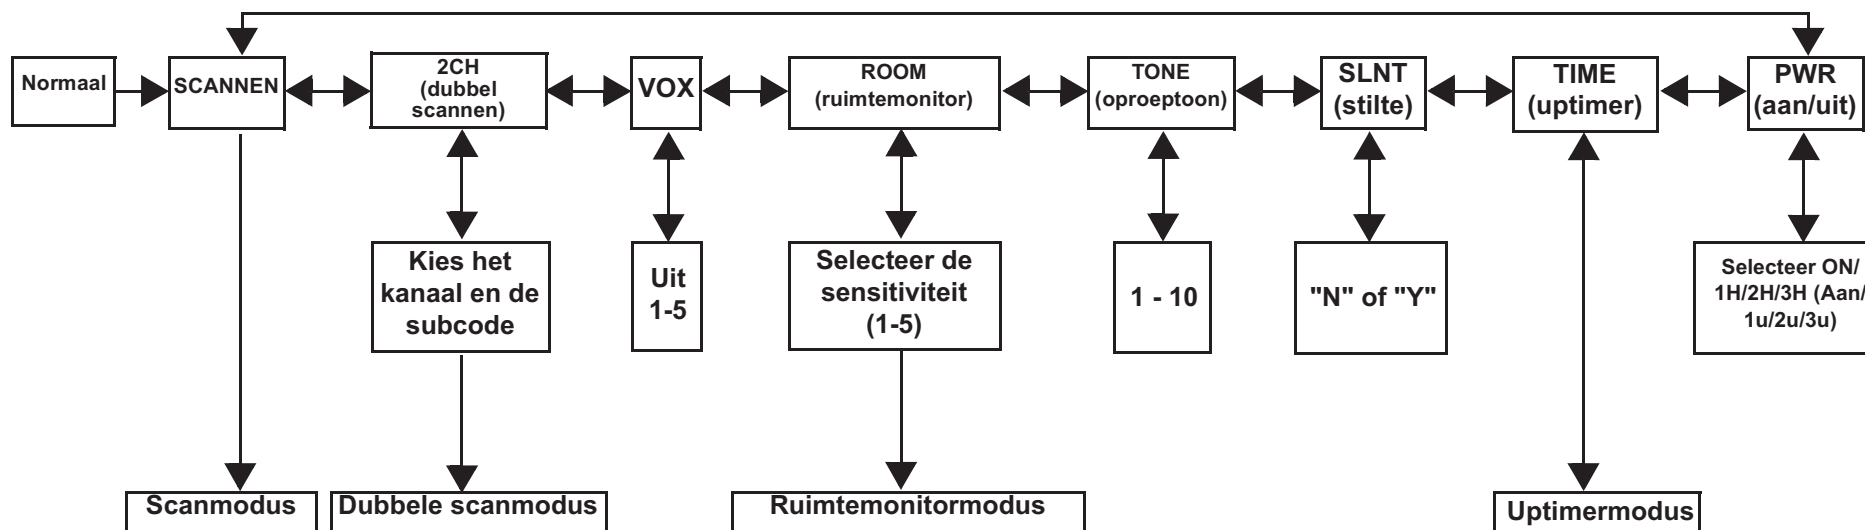 Normaal
SCANNEN
2CH
(dubbel
scannen)
VOX
ROOM
(ruimtemonitor)
TONE
(oproeptoon)
SLNT
(stilte)
TIME
(uptimer)
PWR
(aan/uit)
Kies het
kanaal en de
subcode
Uit
1-5
Selecteer de
sensitiviteit
(1-5)
1 - 10
"N" of "Y"
Selecteer ON/
1H/2H/3H (Aan/
1u/2u/3u)
Scanmodus
Dubbele scanmodus
Ruimtemonitormodus
Uptimermodus